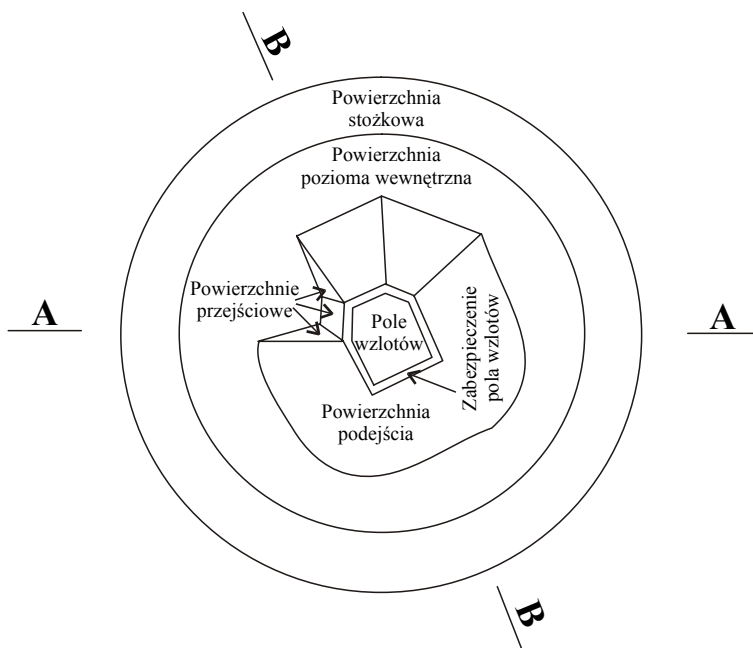 B
Powierzchnia
stożkowa
Powierzchnia
pozioma wewnętrzna
Powierzchnie
przejściowe
A
A
Pole
wzlotów
Zabezpieczenie
pola wzlotów
Powierzchnia
podejścia
B